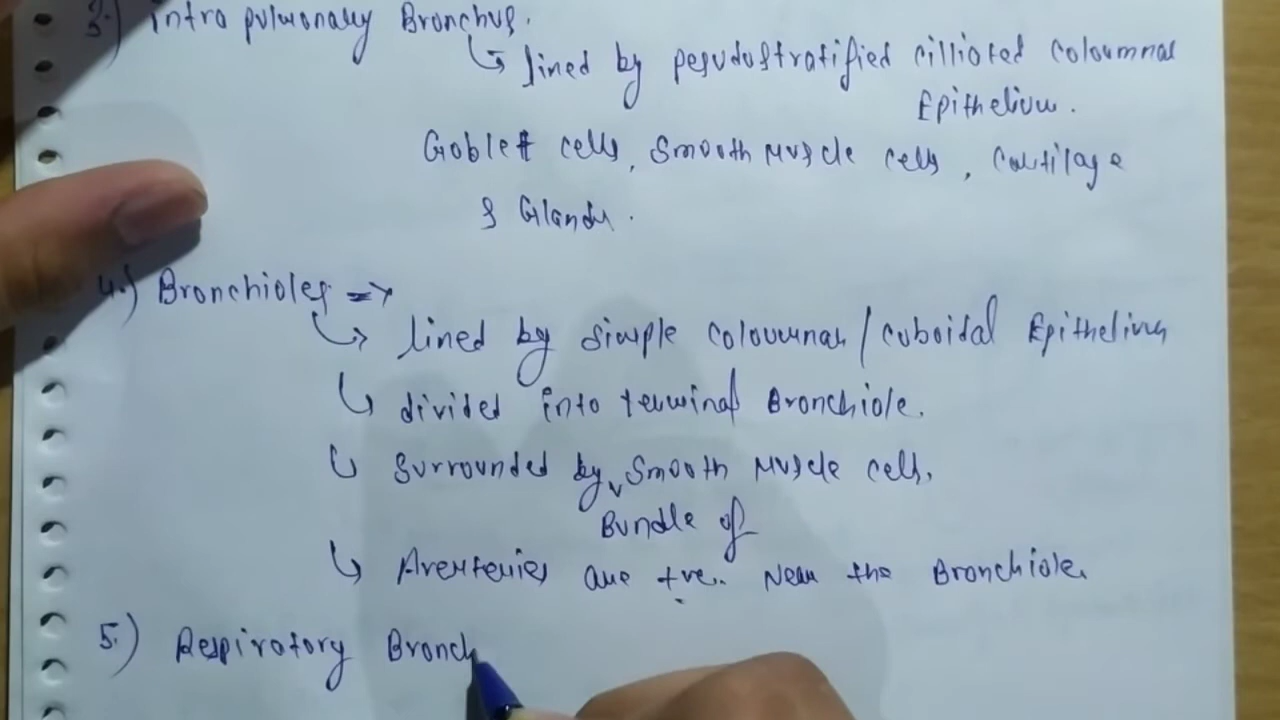 3.) Intra pulmonary Bronchus.
↳ lined by pesudostratified cilliated coloumnar
Epithelium.
Goblet cells, Smooth Muscle cells, Cartilage
& Glands.
4.) Bronchioles =>
↳ lined by Simple Coloumnar / Cuboidal Epithelium
↳ divided into terminal Bronchiole.
↳ Surrounded by Smooth Muscle cells.
Bundle of
↳ Arerteries are +ve. Near the Bronchiole.
5.) Respiratory Bronch